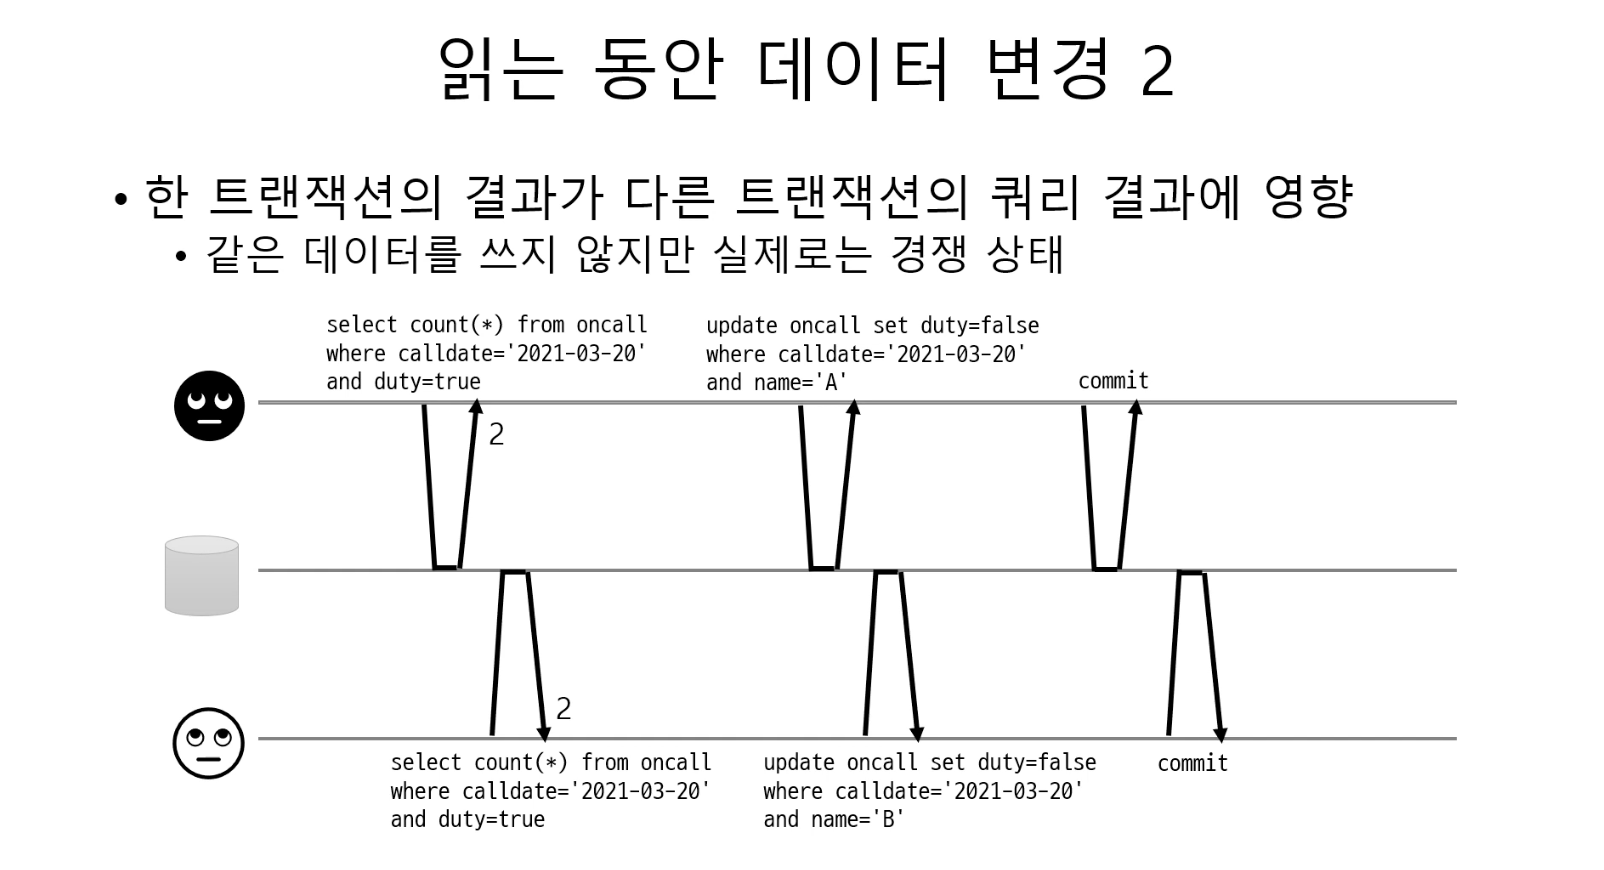 읽는 동안 데이터 변경 2
• 한 트랜잭션의 결과가 다른 트랜잭션의 쿼리 결과에 영향
• 같은 데이터를 쓰지 않지만 실제로는 경쟁 상태
select count(*) from oncall
where calldate='2021-03-20'
and duty=true
update oncall set duty=false
where calldate='2021-03-20'
and name='A'
commit
2
2
select count(*) from oncall
where calldate='2021-03-20'
and duty=true
update oncall set duty=false
where calldate='2021-03-20'
and name='B'
commit